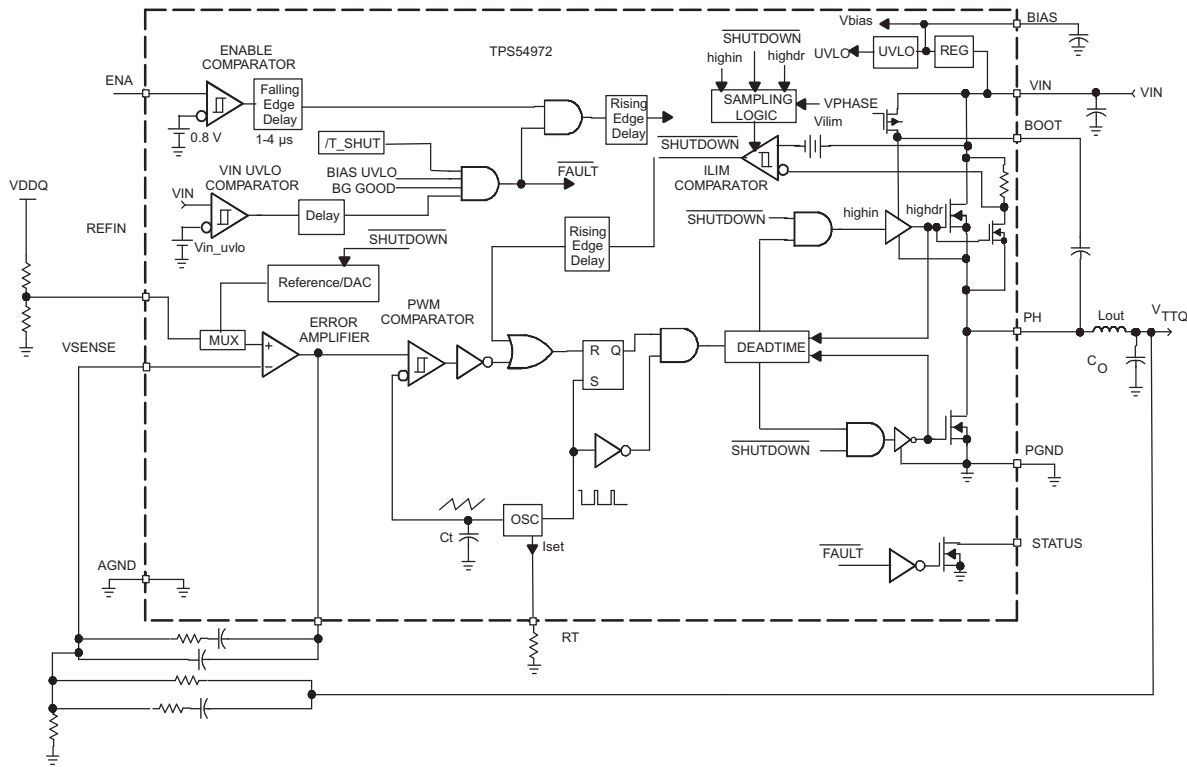 Vbias
BIAS
SHUTDOWN
ENABLE
COMPARATOR
TPS54972
highin
highdr
UVLO
UVLO
REG
ENA
Falling
Edge
Delay
VIN
VIN
SAMPLING
LOGIC
VPHASE
Rising
Edge
Delay
0.8 V
1-4 µs
BOOT
/T_SHUT
SHUTDOWN
Vilim
VIN UVLO
COMPARATOR
BIAS UVLO
BG GOOD
FAULT
ILIM
COMPARATOR
VDDQ
VIN
Delay
REFIN
Vin_uvlo
SHUTDOWN
SHUTDOWN
highin
highdr
Rising
Edge
Delay
Reference/DAC
PWM
COMPARATOR
ERROR
AMPLIFIER
MUX
+
−
VSENSE
R
Q
S
DEADTIME
PH
Lout
VTTQ
CO
SHUTDOWN
PGND
OSC
Ct
Iset
FAULT
STATUS
AGND
RT